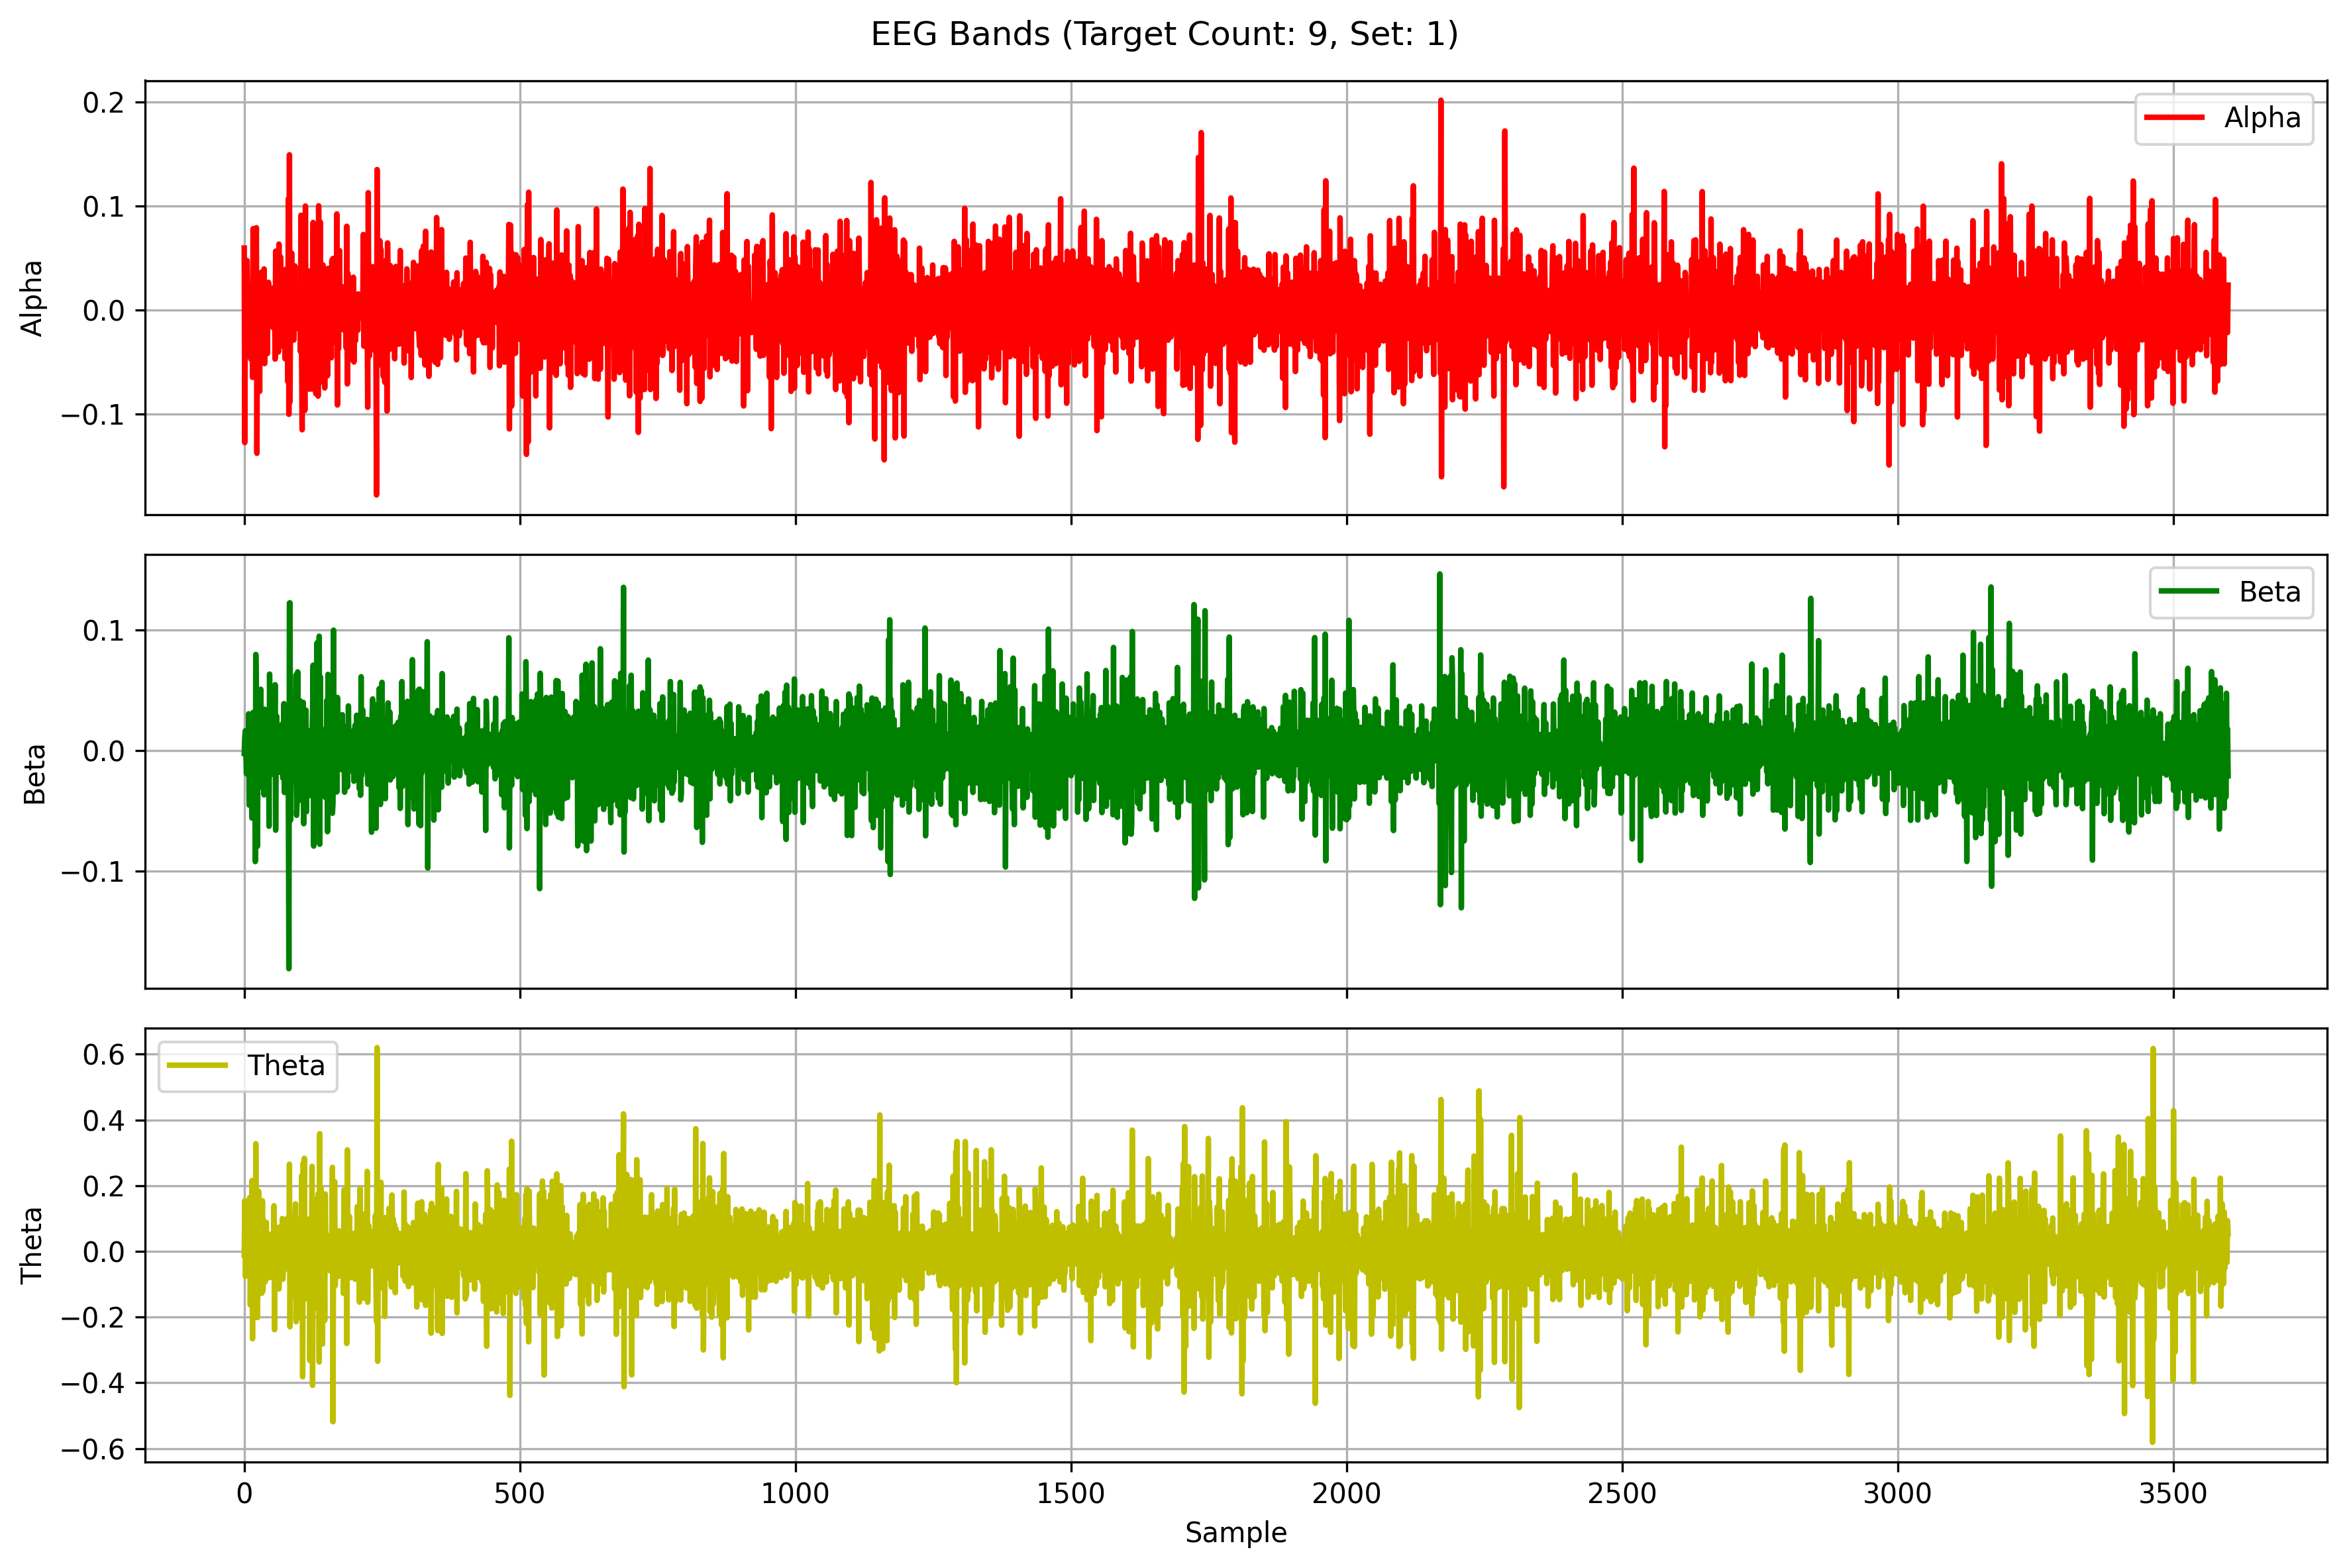 EEG Bands (Target Count: 9, Set: 1)
0.2
0.1
0.0
−0.1
Alpha
Alpha
0.1
0.0
−0.1
Beta
Beta
0.6
0.4
0.2
0.0
−0.2
−0.4
−0.6
Theta
Theta
0 500 1000 1500 2000 2500 3000 3500
Sample